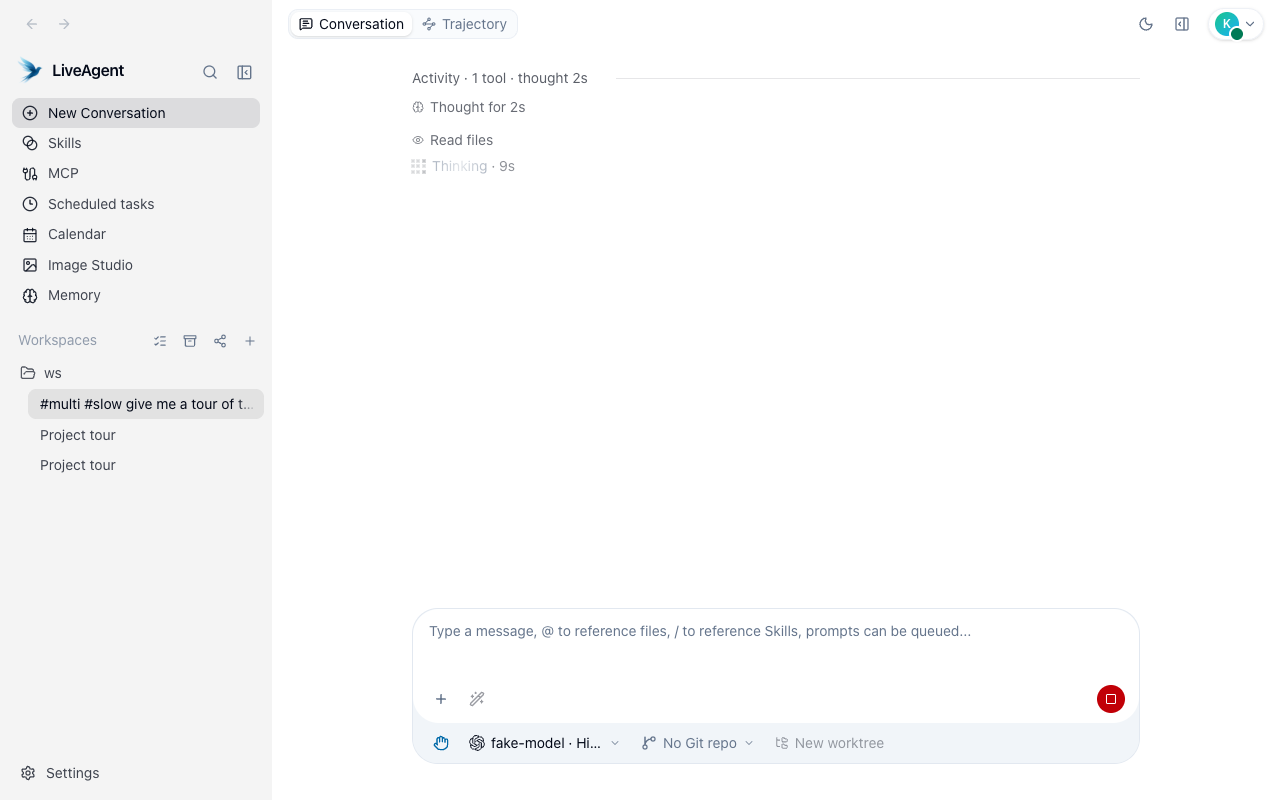 Conversation
Trajectory
K
LiveAgent
New Conversation
Skills
MCP
Scheduled tasks
Calendar
Image Studio
Memory
Workspaces
ws
#multi #slow give me a tour of t...
Project tour
Project tour
Settings
Activity · 1 tool · thought 2s
Thought for 2s
Read files
Thinking · 9s
Type a message, @ to reference files, / to reference Skills, prompts can be queued...
fake-model · Hi...
No Git repo
New worktree